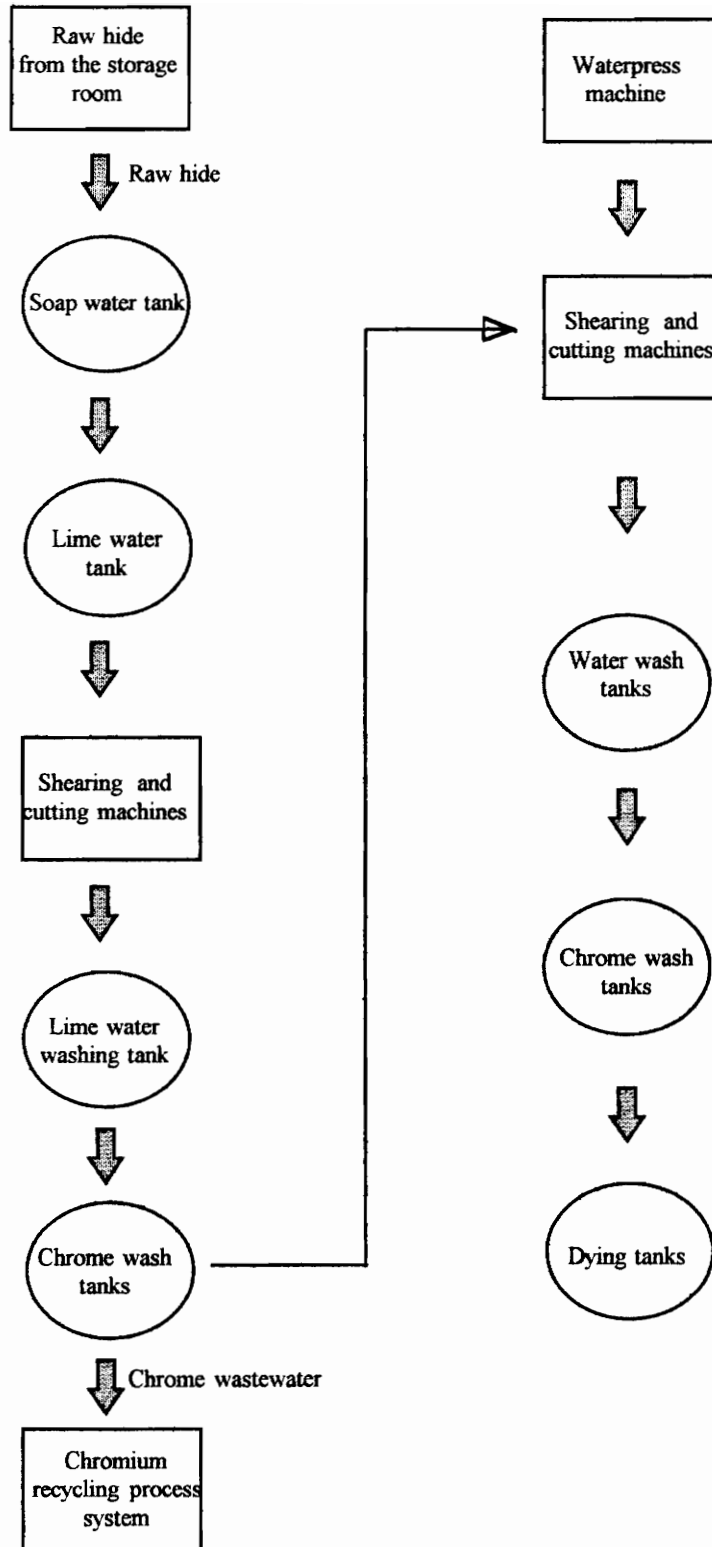 Raw hide
from the storage
room
Raw hide
Soap water tank
Lime water
tank
Shearing and
cutting machines
Lime water
washing tank
Chrome wash
tanks
Chrome wastewater
Chromium
recycling process
system
Waterpress
machine
Shearing and
cutting machines
Water wash
tanks
Chrome wash
tanks
Dying tanks